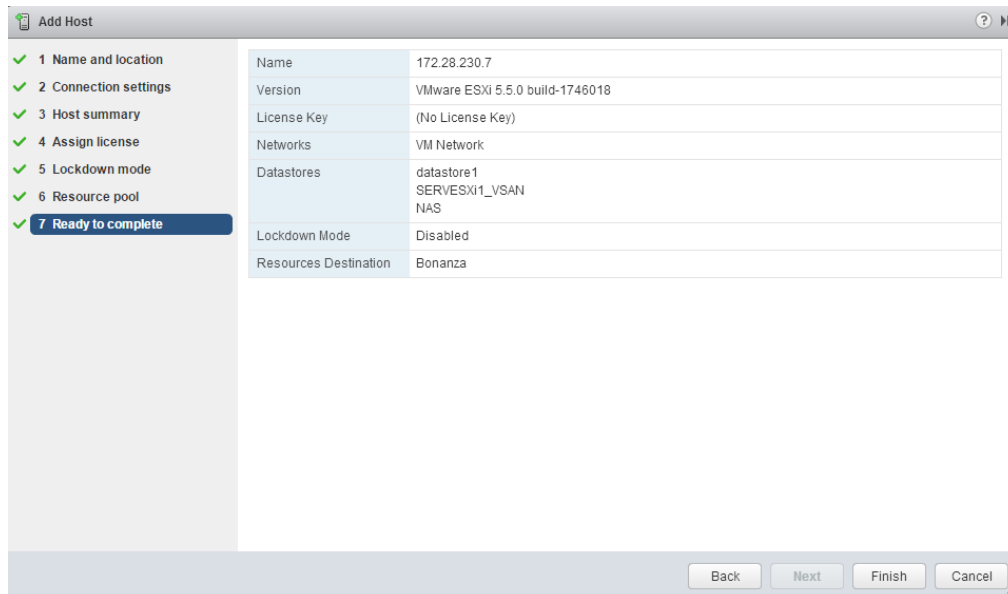 Add Host
?
1 Name and location
2 Connection settings
3 Host summary
4 Assign license
5 Lockdown mode
6 Resource pool
7 Ready to complete
Name 172.28.230.7
Version VMware ESXi 5.5.0 build-1746018
License Key (No License Key)
Networks VM Network
Datastores datastore1
SERVESXi1_VSAN
NAS
Lockdown Mode Disabled
Resources Destination Bonanza
Back Next Finish Cancel